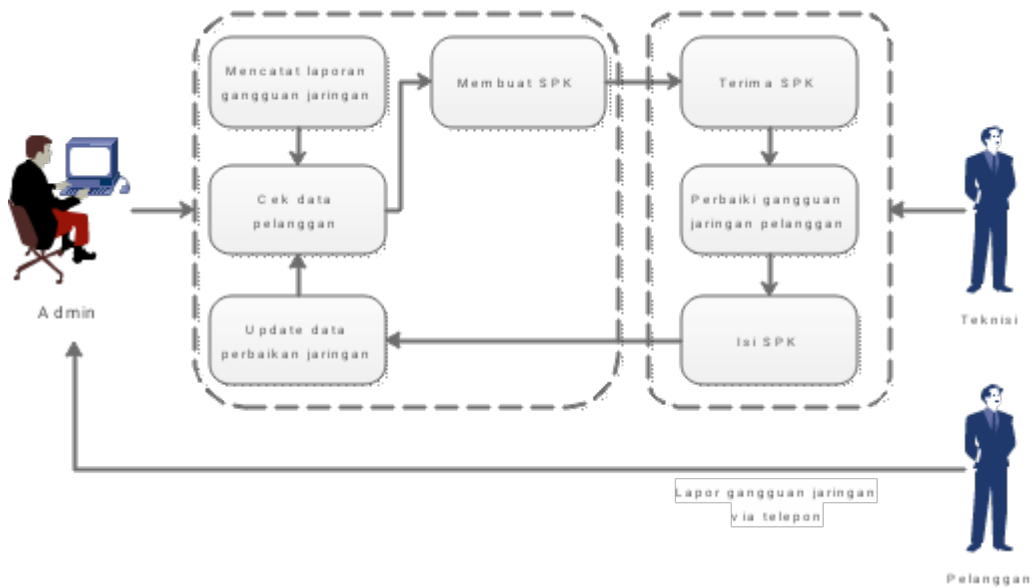 Mencatat laporan
gangguan jaringan
Membuat SPK
Terima SPK
Cek data
pelanggan
Perbaiki gangguan
jaringan pelanggan
Admin
Teknisi
Update data
perbaikan jaringan
Isi SPK
Lapor gangguan jaringan
via telepon
Pelanggan